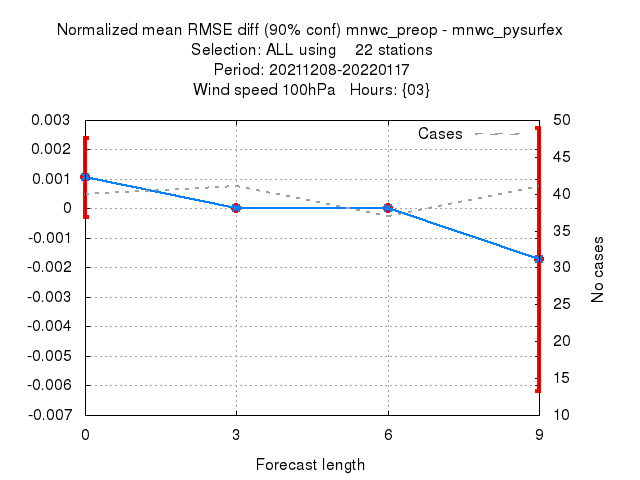 Normalized mean RMSE diff (90% conf) mnwc_preop - mnwc_pysurfex
Selection: ALL using    22 stations
Period: 20211208-20220117
Wind speed 100hPa   Hours: {03}
Cases
0.003
0.002
0.001
0
-0.001
-0.002
-0.003
-0.004
-0.005
-0.006
-0.007
50
45
40
35
30
25
20
15
10
No cases
0 3 6 9
Forecast length